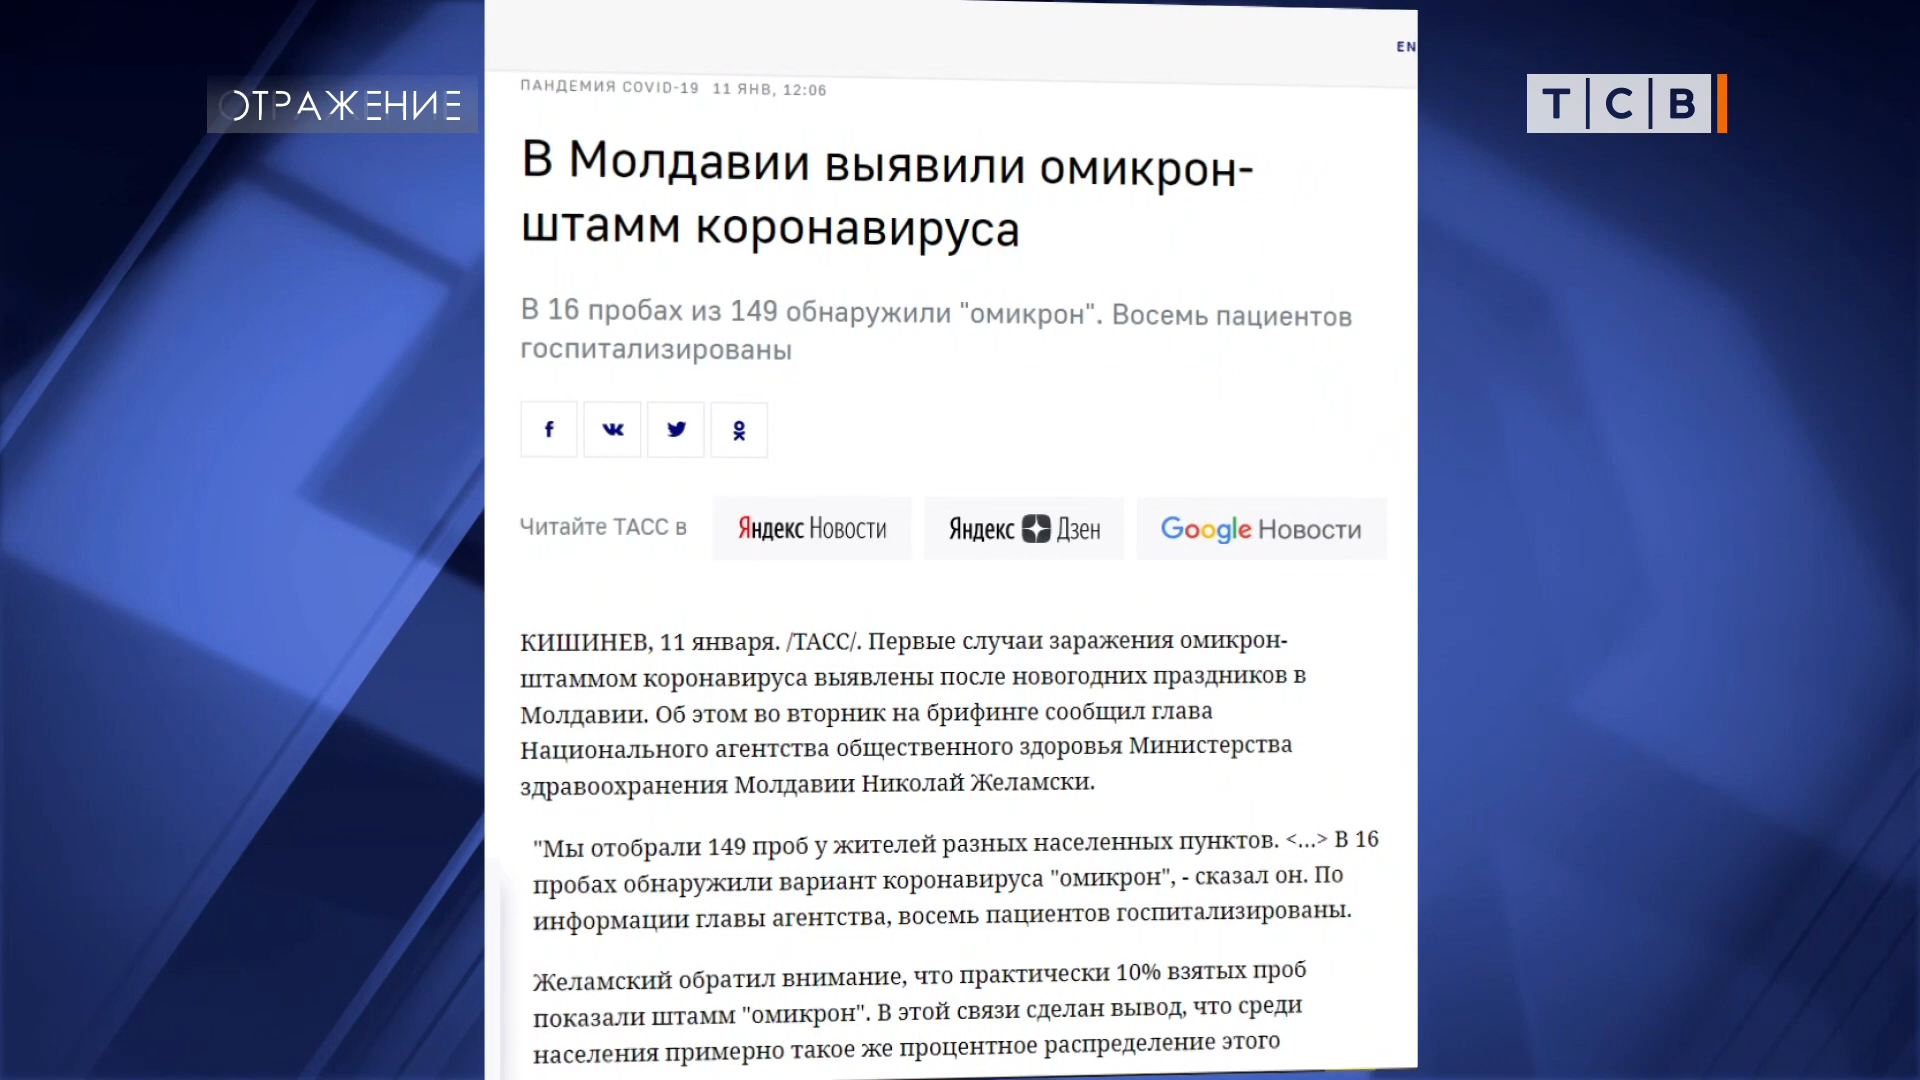 ОТРАЖЕНИЕ
Т С В
EN
ПАНДЕМИЯ COVID-19 11 ЯНВ, 12:06
В Молдавии выявили омикрон-
штамм коронавируса
В 16 пробах из 149 обнаружили "омикрон". Восемь пациентов
госпитализированы
Читайте ТАСС в
Яндекс Новости
Яндекс Дзен
Google Новости
КИШИНЕВ, 11 января. /ТАСС/. Первые случаи заражения омикрон-
штаммом коронавируса выявлены после новогодних праздников в
Молдавии. Об этом во вторник на брифинге сообщил глава
Национального агентства общественного здоровья Министерства
здравоохранения Молдавии Николай Желамски.
"Мы отобрали 149 проб у жителей разных населенных пунктов. <...> В 16
пробах обнаружили вариант коронавируса "омикрон", - сказал он. По
информации главы агентства, восемь пациентов госпитализированы.
Желамский обратил внимание, что практически 10% взятых проб
показали штамм "омикрон". В этой связи сделан вывод, что среди
населения примерно такое же процентное распределение этого